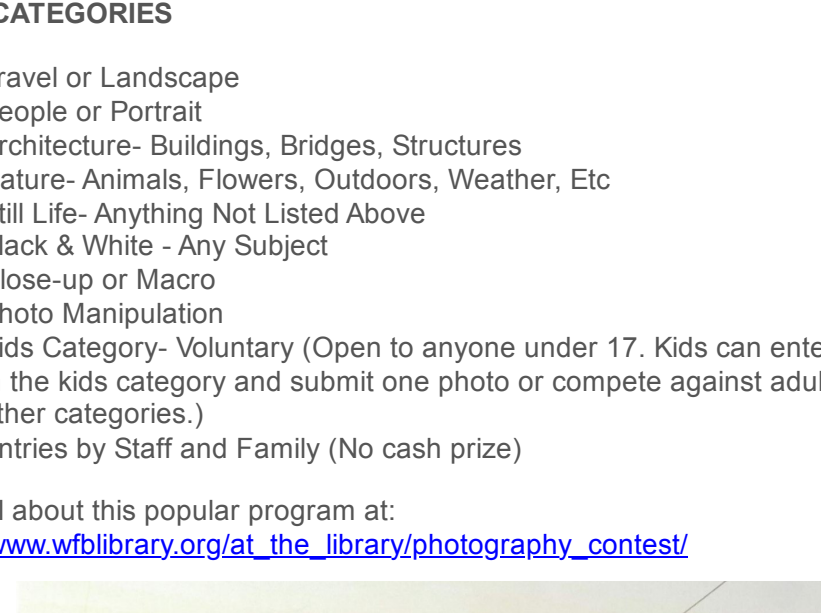 CATEGORIES
ravel or Landscape
eople or Portrait
rchitecture- Buildings, Bridges, Structures
ature- Animals, Flowers, Outdoors, Weather, Etc
till Life- Anything Not Listed Above
lack & White - Any Subject
lose-up or Macro
hoto Manipulation
ids Category- Voluntary (Open to anyone under 17. Kids can ente
the kids category and submit one photo or compete against adul
ther categories.)
ntries by Staff and Family (No cash prize)
l about this popular program at:
www.wfblibrary.org/at_the_library/photography_contest/